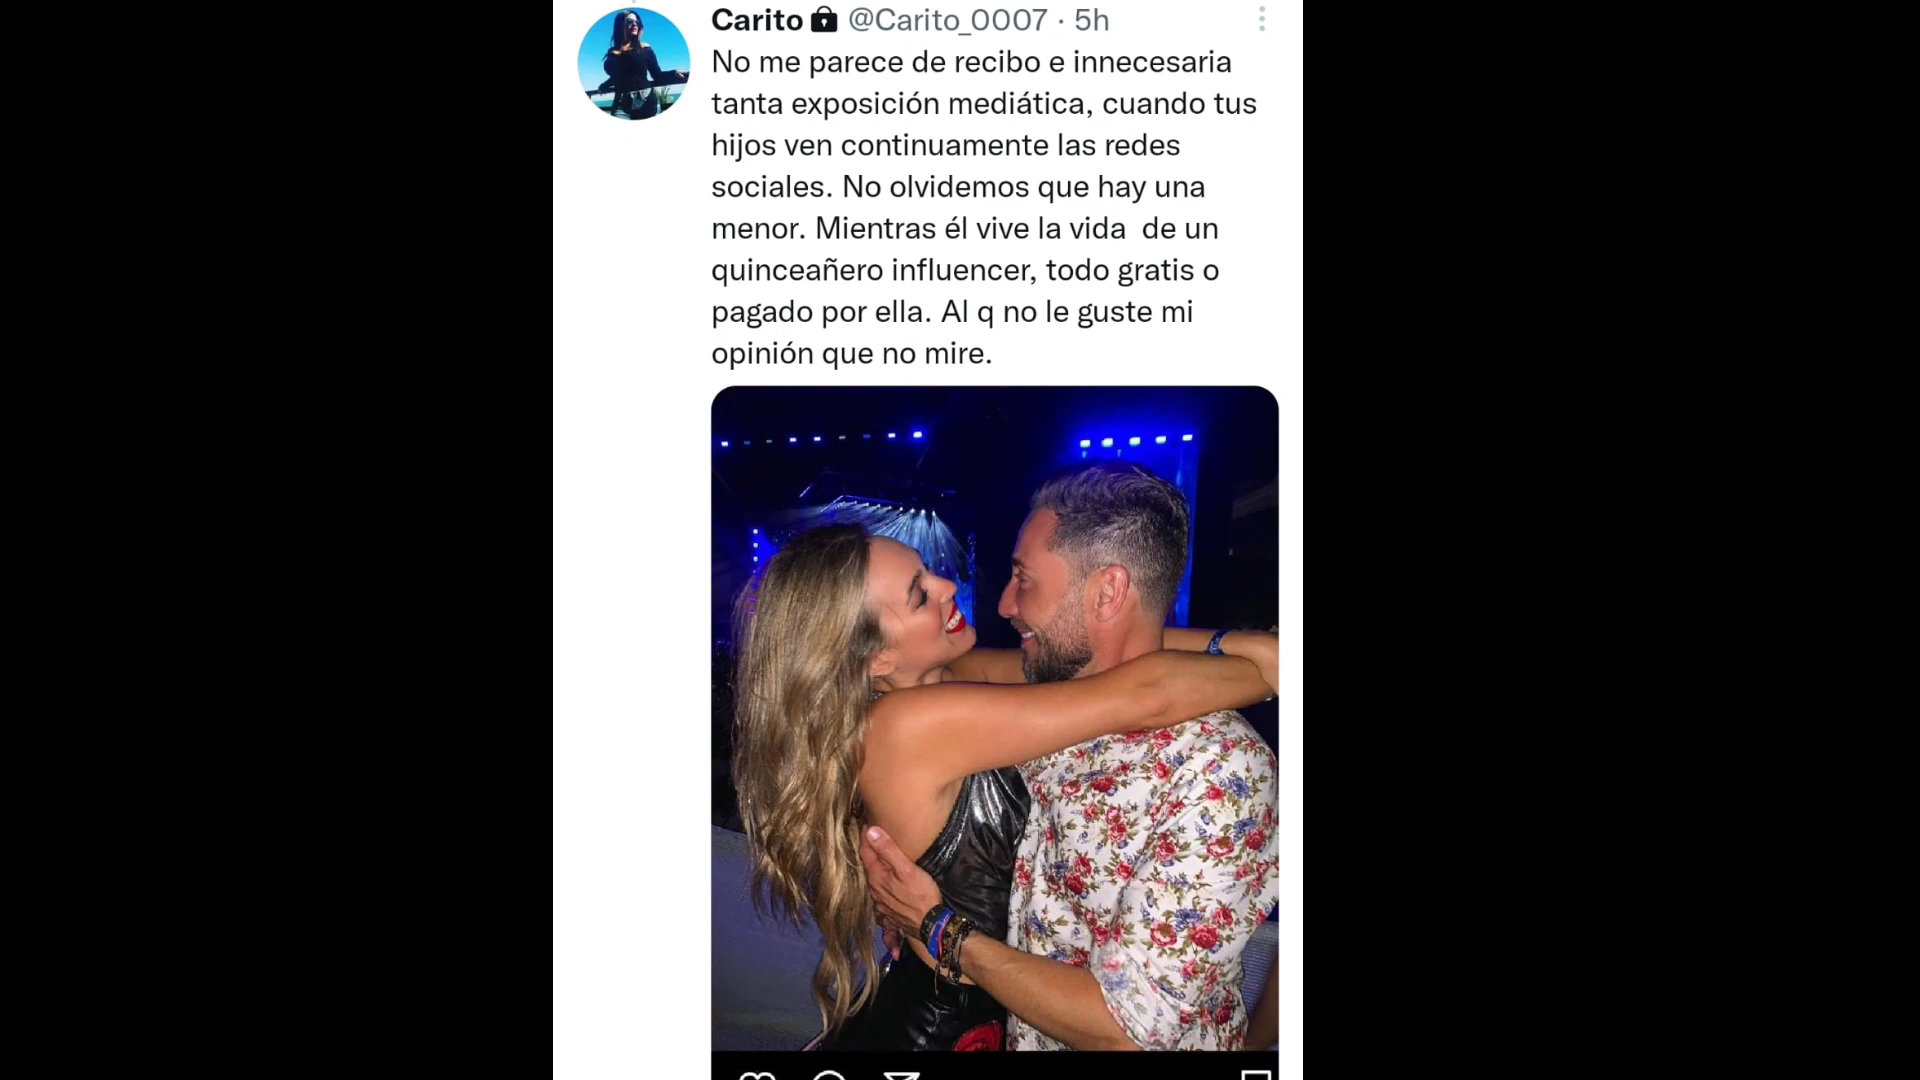 Carito @Carito_0007 · 5h
No me parece de recibo e innecesaria
tanta exposición mediática, cuando tus
hijos ven continuamente las redes
sociales. No olvidemos que hay una
menor. Mientras él vive la vida de un
quinceañero influencer, todo gratis o
pagado por ella. Al q no le guste mi
opinión que no mire.